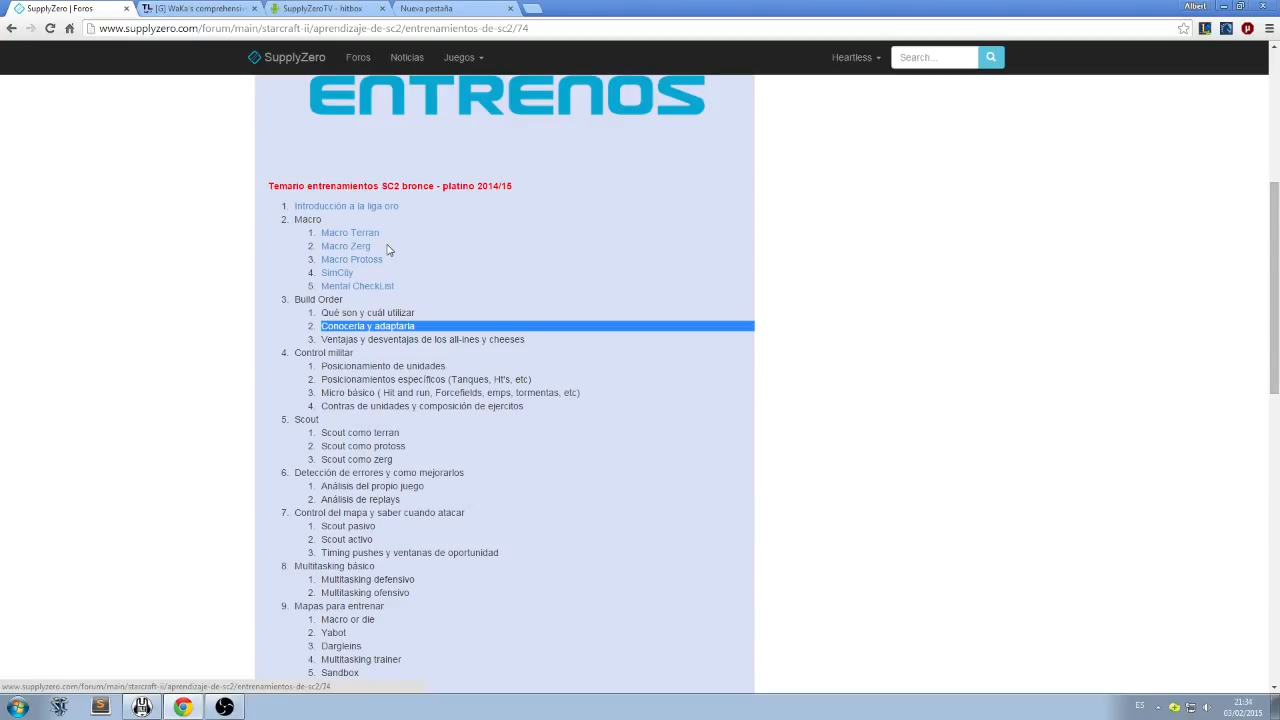 SupplyZero | Foros
[G] WaKa's comprehensiv
SupplyZeroTV - hitbox
Nueva pestaña
Albert
www.supplyzero.com/forum/main/starcraft-ii/aprendizaje-de-sc2/entrenamientos-de-sc2/74
SupplyZero
Foros
Noticias
Juegos
Heartless
Search...
ENTRENOS
Temario entrenamientos SC2 bronce - platino 2014/15
1. Introducción a la liga oro
2. Macro
1. Macro Terran
2. Macro Zerg
3. Macro Protoss
4. SimCity
5. Mental CheckList
3. Build Order
1. Qué son y cuál utilizar
2. Conocerla y adaptarla
3. Ventajas y desventajas de los all-ines y cheeses
4. Control militar
1. Posicionamiento de unidades
2. Posicionamientos específicos (Tanques, Ht's, etc)
3. Micro básico ( Hit and run, Forcefields, emps, tormentas, etc)
4. Contras de unidades y composición de ejercitos
5. Scout
1. Scout como terran
2. Scout como protoss
3. Scout como zerg
6. Detección de errores y como mejorarlos
1. Análisis del propio juego
2. Análisis de replays
7. Control del mapa y saber cuando atacar
1. Scout pasivo
2. Scout activo
3. Timing pushes y ventanas de oportunidad
8. Multitasking básico
1. Multitasking defensivo
2. Multitasking ofensivo
9. Mapas para entrenar
1. Macro or die
2. Yabot
3. Dargleins
4. Multitasking trainer
5. Sandbox
www.supplyzero.com/forum/main/starcraft-ii/aprendizaje-de-sc2/entrenamientos-de-sc2/74
ES
21:34
03/02/2015